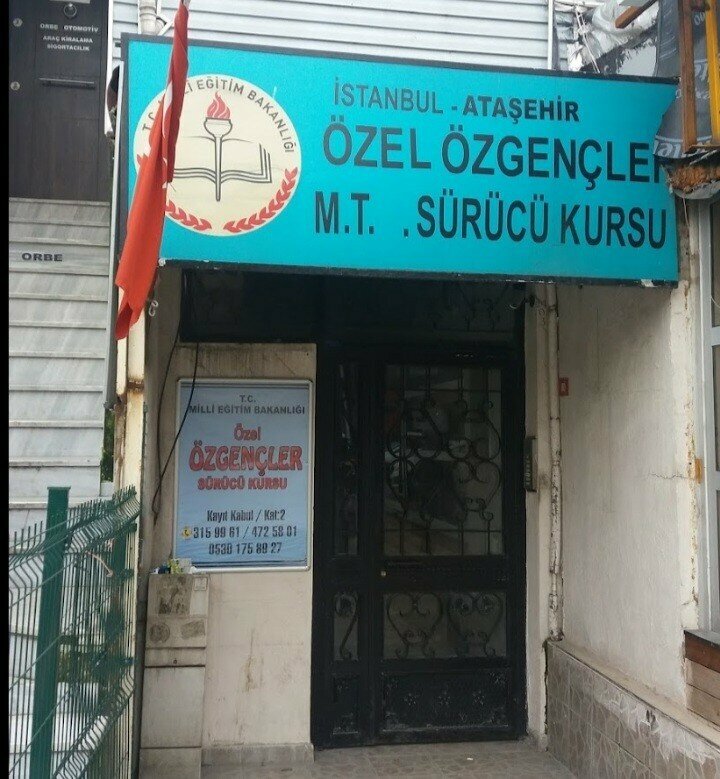 ORBE OTOMOTİV
ARAÇ KİRALAMA
SİGORTACILIK
ORBE
T.C. MİLLİ EĞİTİM BAKANLIĞI
İSTANBUL - ATAŞEHİR
ÖZEL ÖZGENÇLER
M.T. .SÜRÜCÜ KURSU
T.C.
MİLLİ EĞİTİM BAKANLIĞI
Özel
ÖZGENÇLER
SÜRÜCÜ KURSU
Kayıt Kabul / Kat:2
315 99 61 / 472 58 01
0530 175 89 27